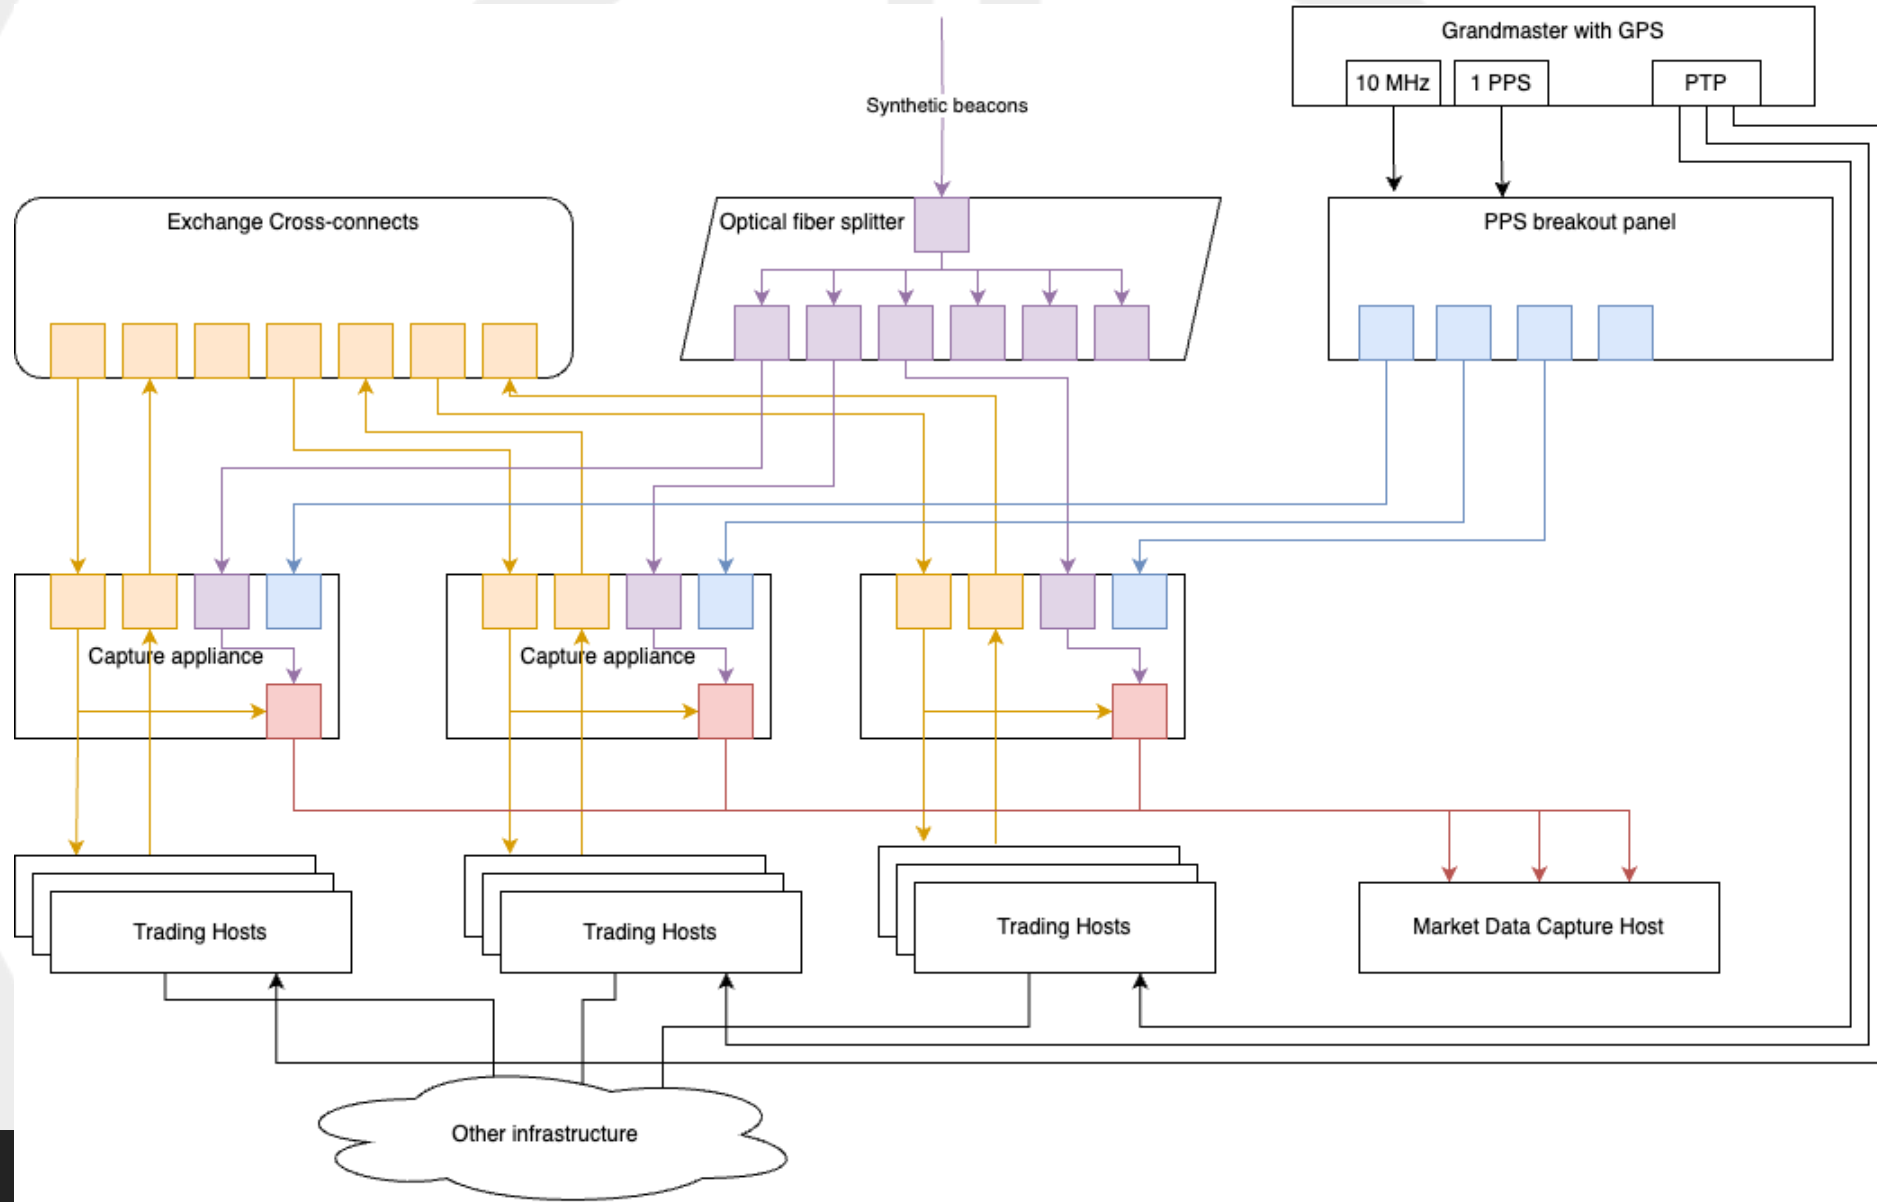 Grandmaster with GPS
10 MHz
1 PPS
PTP
Synthetic beacons
Exchange Cross-connects
Optical fiber splitter
PPS breakout panel
Capture appliance
Capture appliance
Trading Hosts
Trading Hosts
Trading Hosts
Market Data Capture Host
Other infrastructure